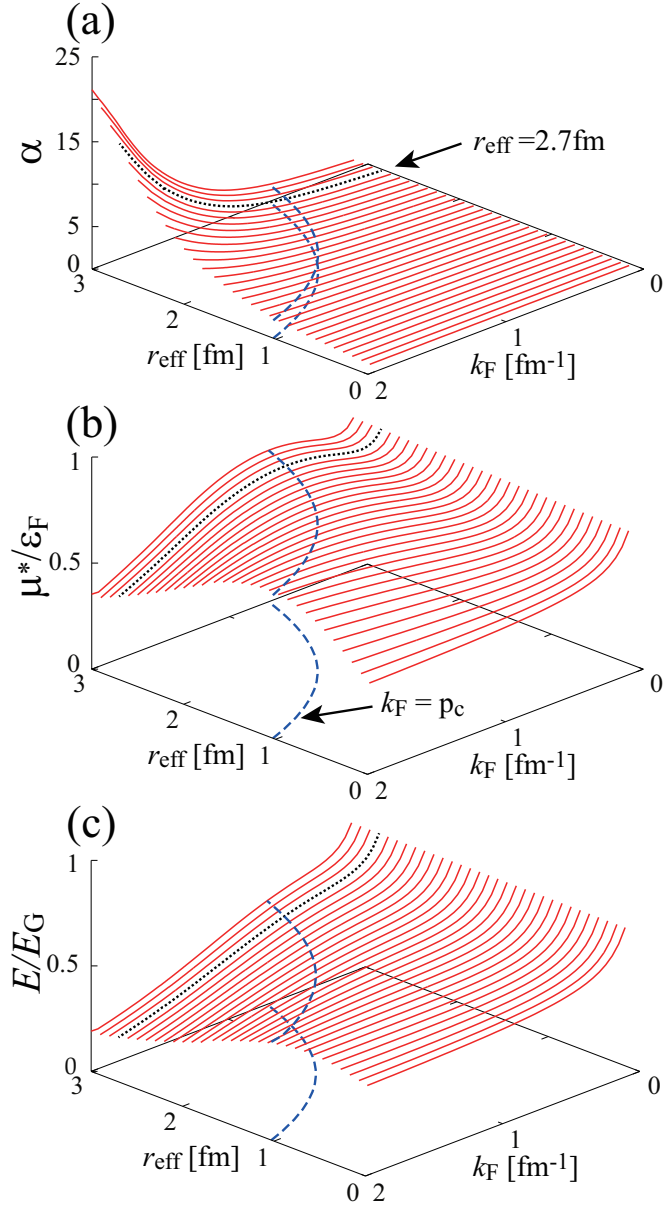 (a)
25
15
5
0
α
r_eff = 2.7fm
3
2
1
0
r_eff [fm]
2
1
0
k_F [fm⁻¹]
(b)
1
0.5
0
μ*/ε_F
k_F = p_c
3
2
1
0
r_eff [fm]
2
1
0
k_F [fm⁻¹]
(c)
1
0.5
0
E/E_G
3
2
1
0
r_eff [fm]
2
1
0
k_F [fm⁻¹]